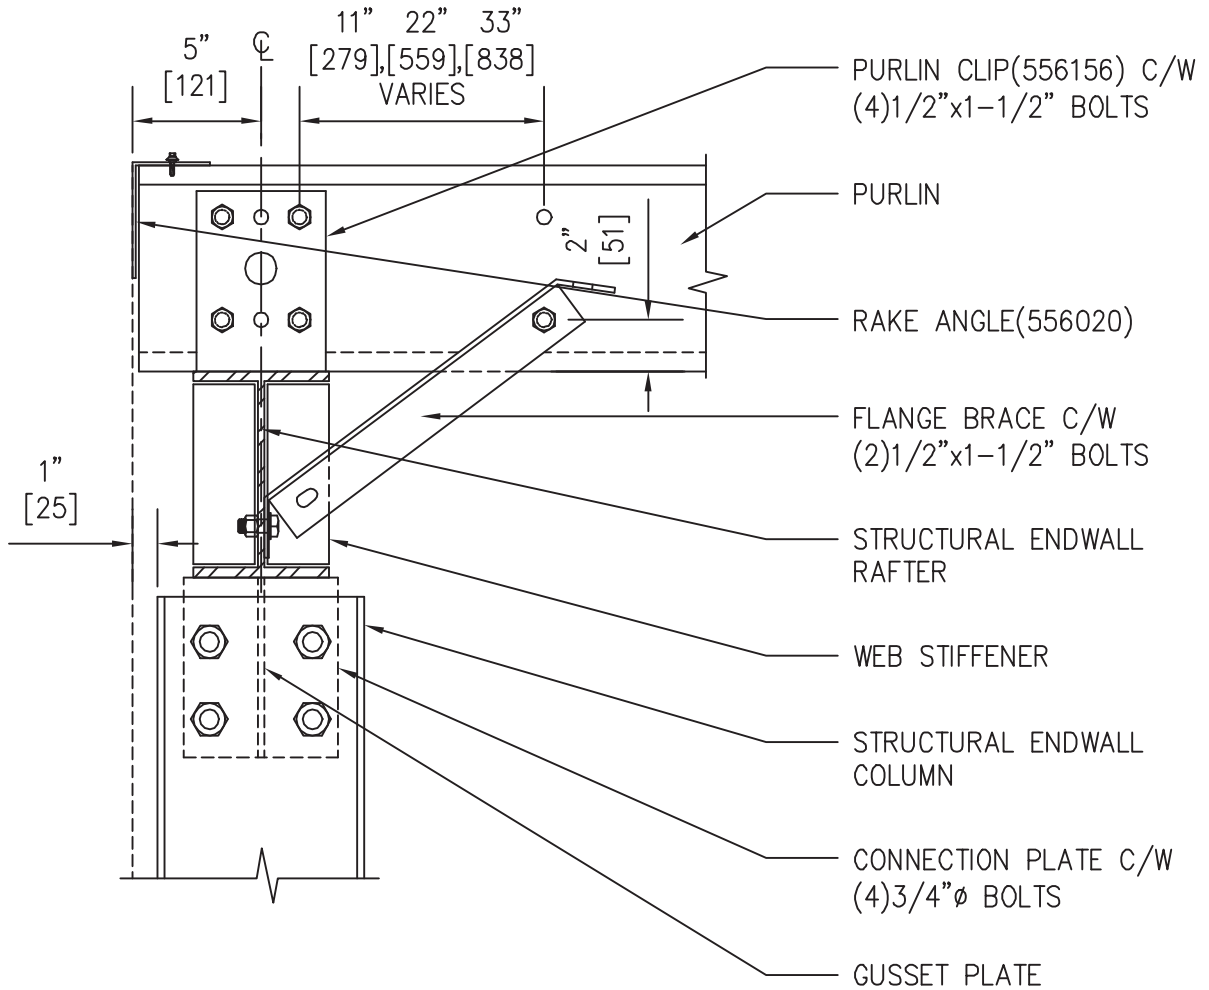 11" 22" 33"
5" ℄ [279],[559],[838]
[121] VARIES
PURLIN CLIP(556156) C/W
(4)1/2"x1-1/2" BOLTS
PURLIN
2"
[51]
RAKE ANGLE(556020)
FLANGE BRACE C/W
(2)1/2"x1-1/2" BOLTS
1"
[25]
STRUCTURAL ENDWALL
RAFTER
WEB STIFFENER
STRUCTURAL ENDWALL
COLUMN
CONNECTION PLATE C/W
(4)3/4"ø BOLTS
GUSSET PLATE